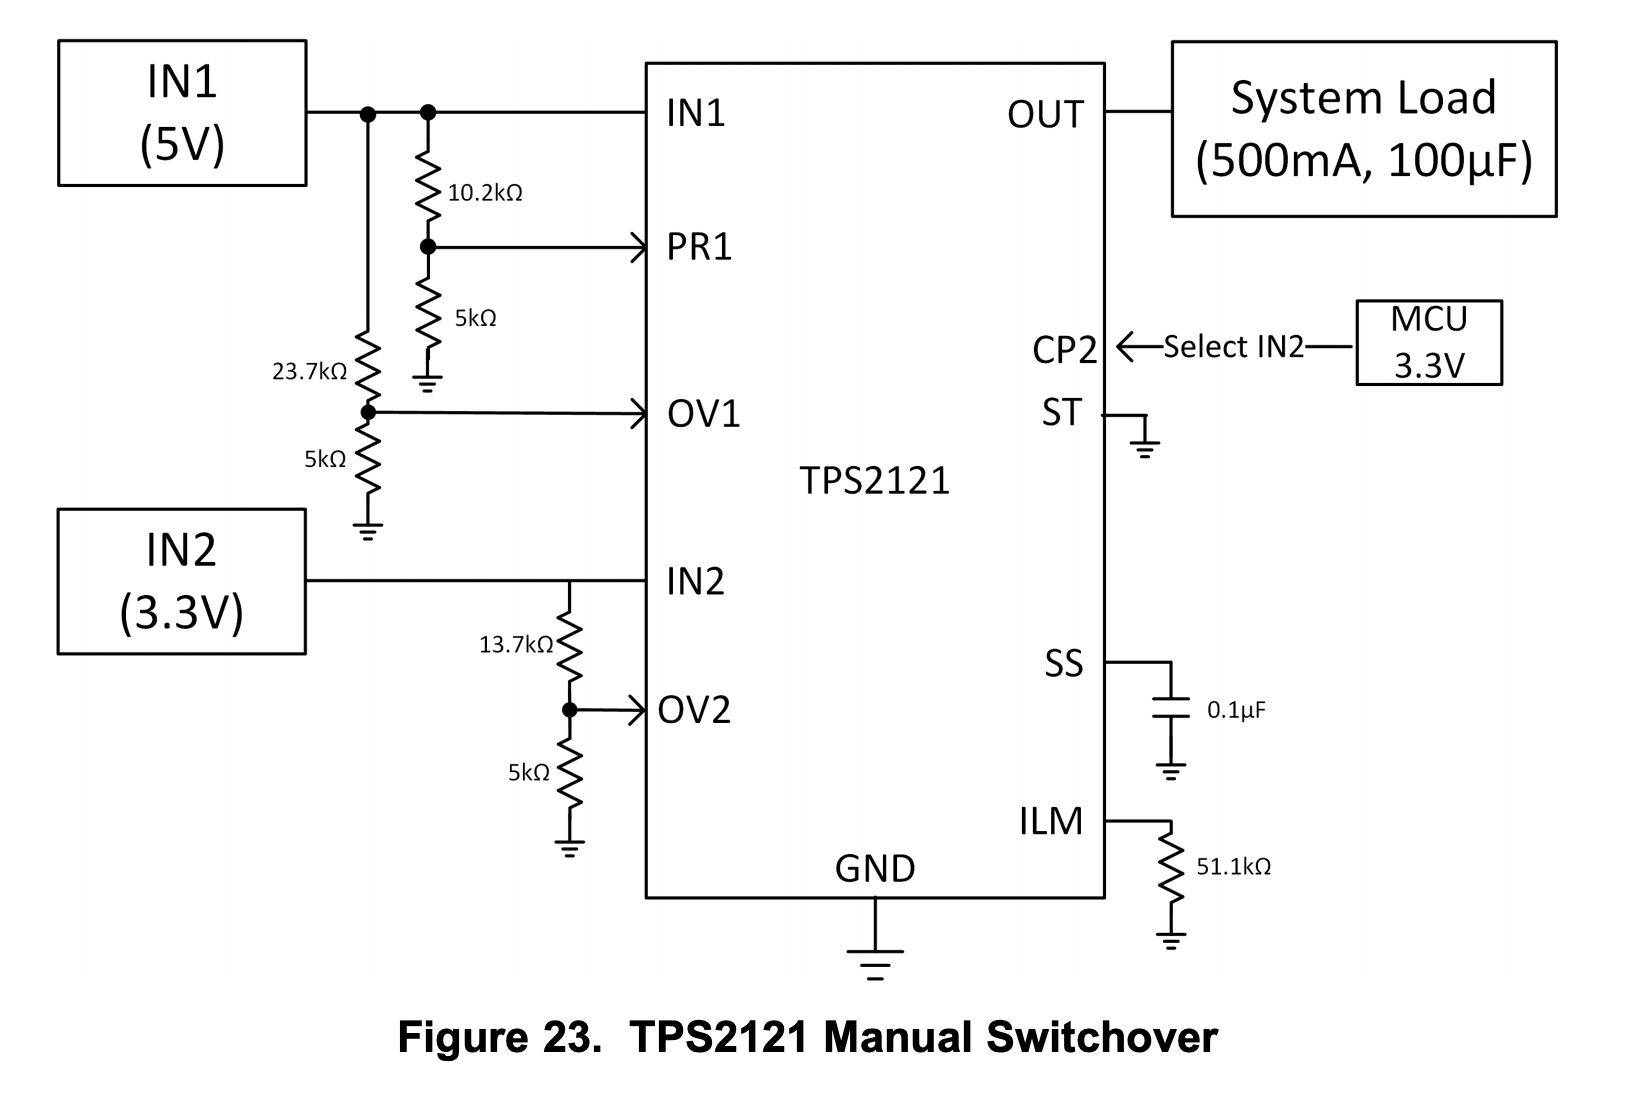 IN1
(5V)
10.2kΩ
5kΩ
23.7kΩ
5kΩ
IN2
(3.3V)
13.7kΩ
5kΩ
IN1
PR1
OV1
IN2
OV2
TPS2121
GND
OUT
CP2
ST
SS
ILM
System Load
(500mA, 100µF)
Select IN2
MCU
3.3V
0.1µF
51.1kΩ
Figure 23. TPS2121 Manual Switchover